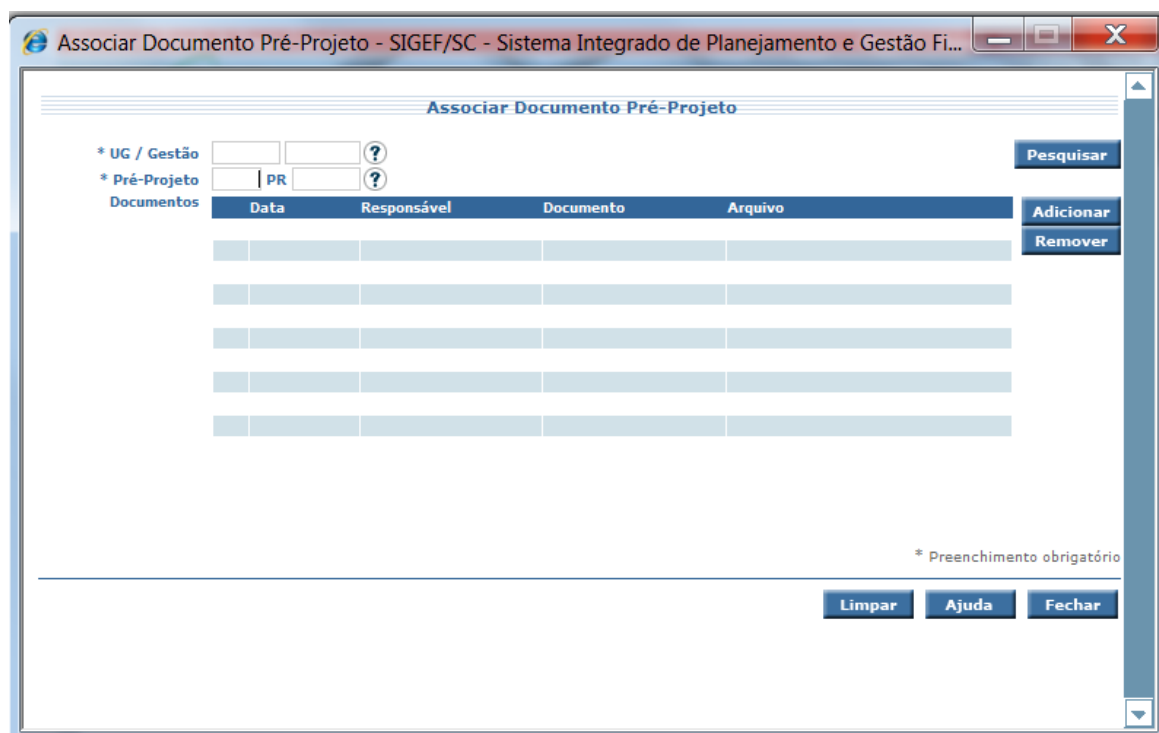 Associar Documento Pré-Projeto - SIGEF/SC - Sistema Integrado de Planejamento e Gestão Fi...
Associar Documento Pré-Projeto
* UG / Gestão ? Pesquisar
* Pré-Projeto PR ?
Documentos Data Responsável Documento Arquivo Adicionar
Remover
* Preenchimento obrigatório
Limpar Ajuda Fechar